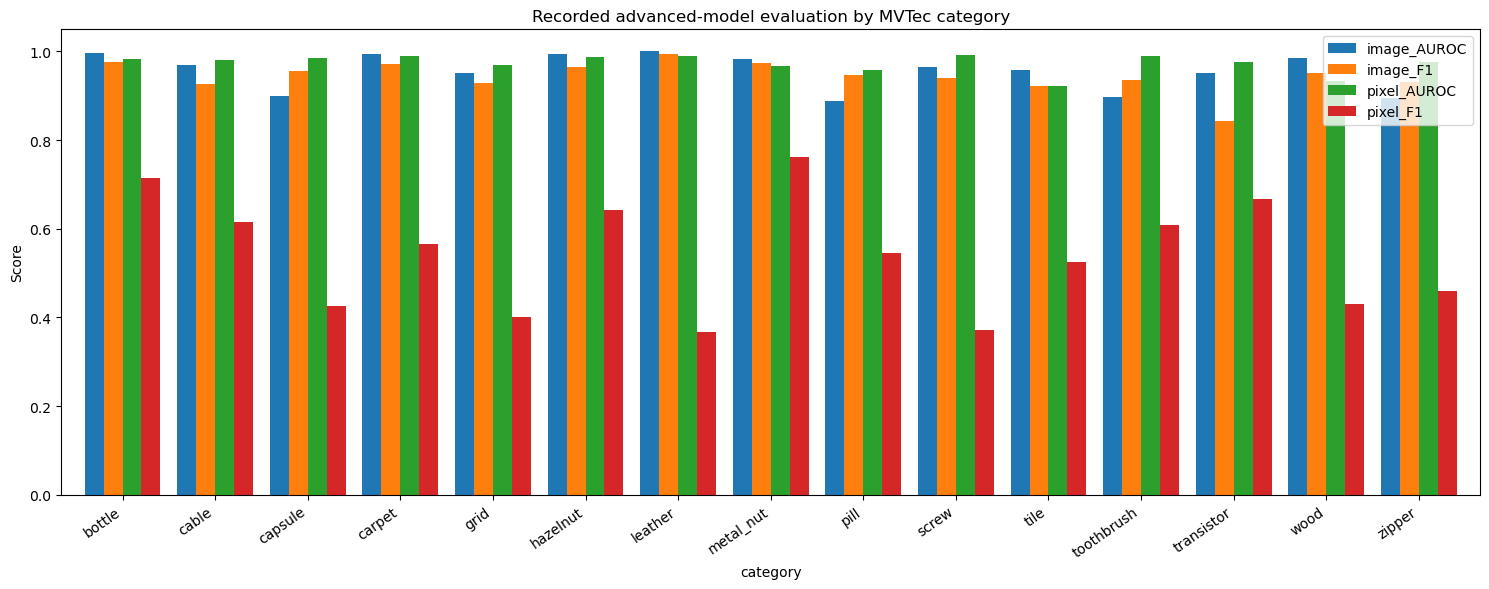 Recorded advanced-model evaluation by MVTec category
image_AUROC
image_F1
pixel_AUROC
pixel_F1
Score
1.0
0.8
0.6
0.4
0.2
0.0
bottle
cable
capsule
carpet
grid
hazelnut
leather
metal_nut
pill
screw
tile
toothbrush
transistor
wood
zipper
category